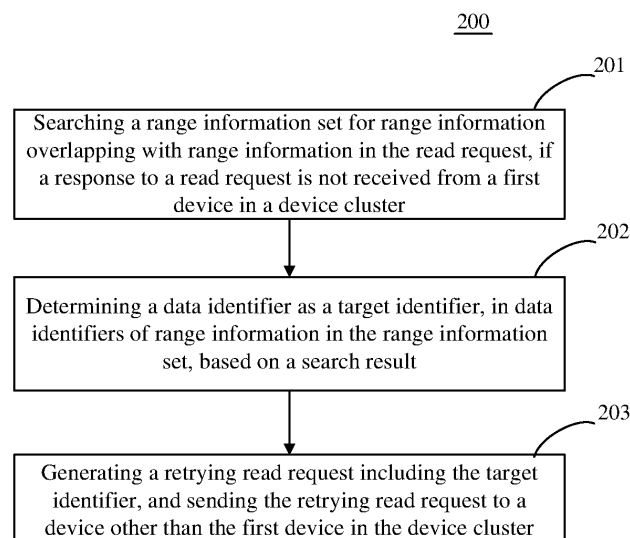 200
201
Searching a range information set for range information
overlapping with range information in the read request, if
a response to a read request is not received from a first
device in a device cluster
202
Determining a data identifier as a target identifier, in data
identifiers of range information in the range information
set, based on a search result
203
Generating a retrying read request including the target
identifier, and sending the retrying read request to a
device other than the first device in the device cluster